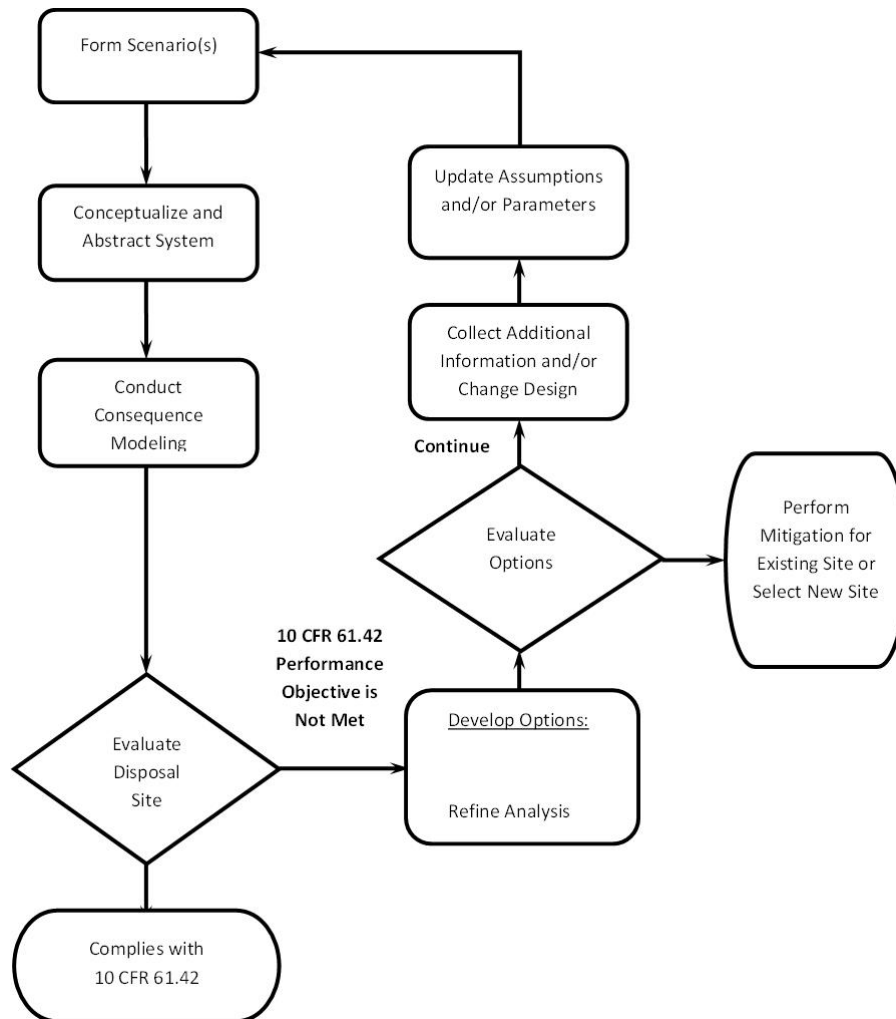 Form Scenario(s)
Conceptualize and
Abstract System
Conduct
Consequence
Modeling
Evaluate
Disposal
Site
Complies with
10 CFR 61.42
10 CFR 61.42
Performance
Objective is
Not Met
Develop Options:
Refine Analysis
Evaluate
Options
Continue
Collect Additional
Information and/or
Change Design
Update Assumptions
and/or Parameters
Perform
Mitigation for
Existing Site or
Select New Site